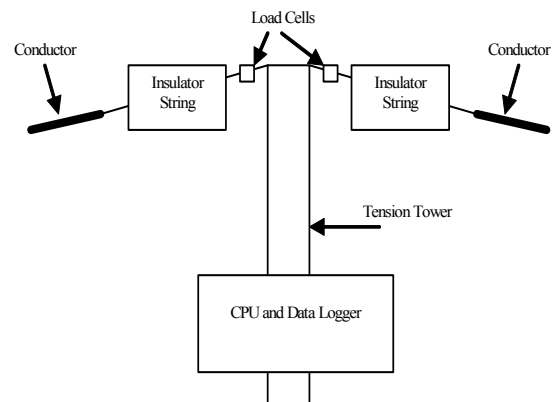 Load Cells
Conductor
Conductor
Insulator
String
Insulator
String
Tension Tower
CPU and Data Logger